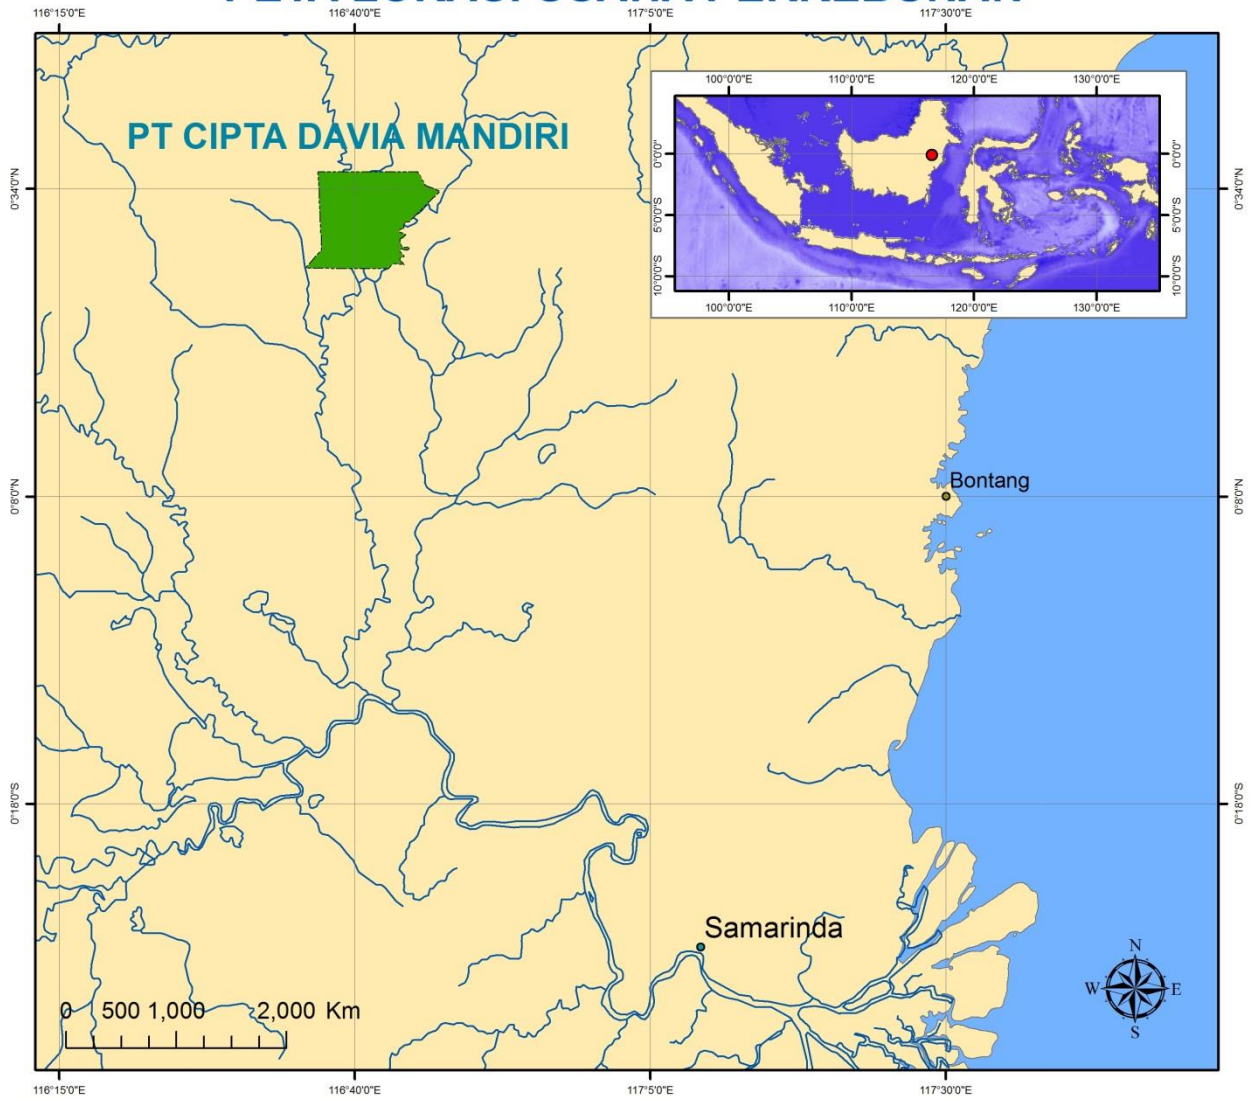 116°15'0"E 116°40'0"E 117°5'0"E 117°30'0"E
PT CIPTA DAVIA MANDIRI
100°0'0"E 110°0'0"E 120°0'0"E 130°0'0"E
0°0'0" 0°0'0"
5°0'0"S 5°0'0"S
10°0'0"S 10°0'0"S
100°0'0"E 110°0'0"E 120°0'0"E 130°0'0"E
0°34'0"N 0°34'0"N
Bontang
0°8'0"N 0°8'0"N
0°18'0"S 0°18'0"S
Samarinda
N
W E
S
0 500 1,000 2,000 Km
116°15'0"E 116°40'0"E 117°5'0"E 117°30'0"E